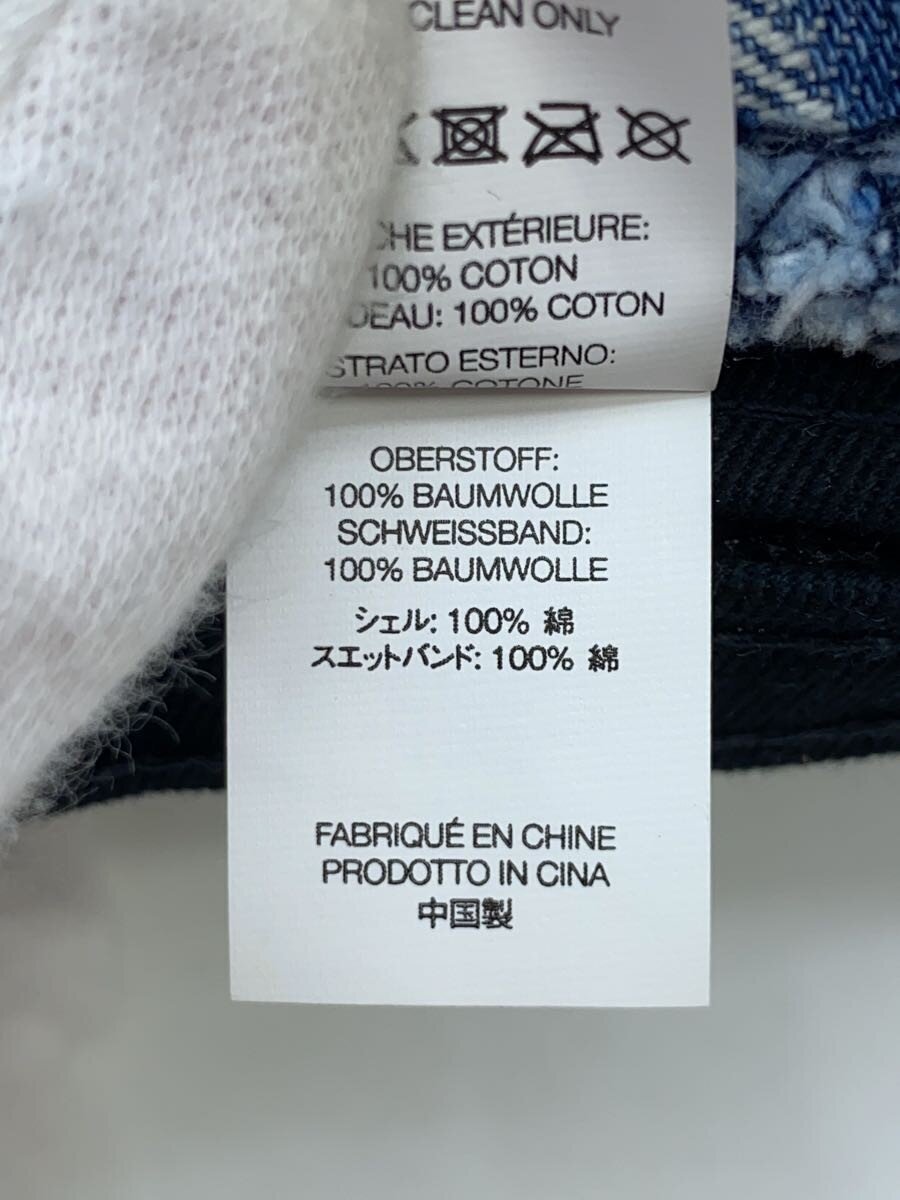 CLEAN ONLY
EXTÉRIEURE:
100% COTON
100% COTON
STRATO ESTERNO:
100% COTONE
OBERSTOFF:
100% BAUMWOLLE
SCHWEISSBAND:
100% BAUMWOLLE
シェル: 100% 綿
スエットバンド: 100% 綿
FABRIQUÉ EN CHINE
PRODOTTO IN CINA
中国製